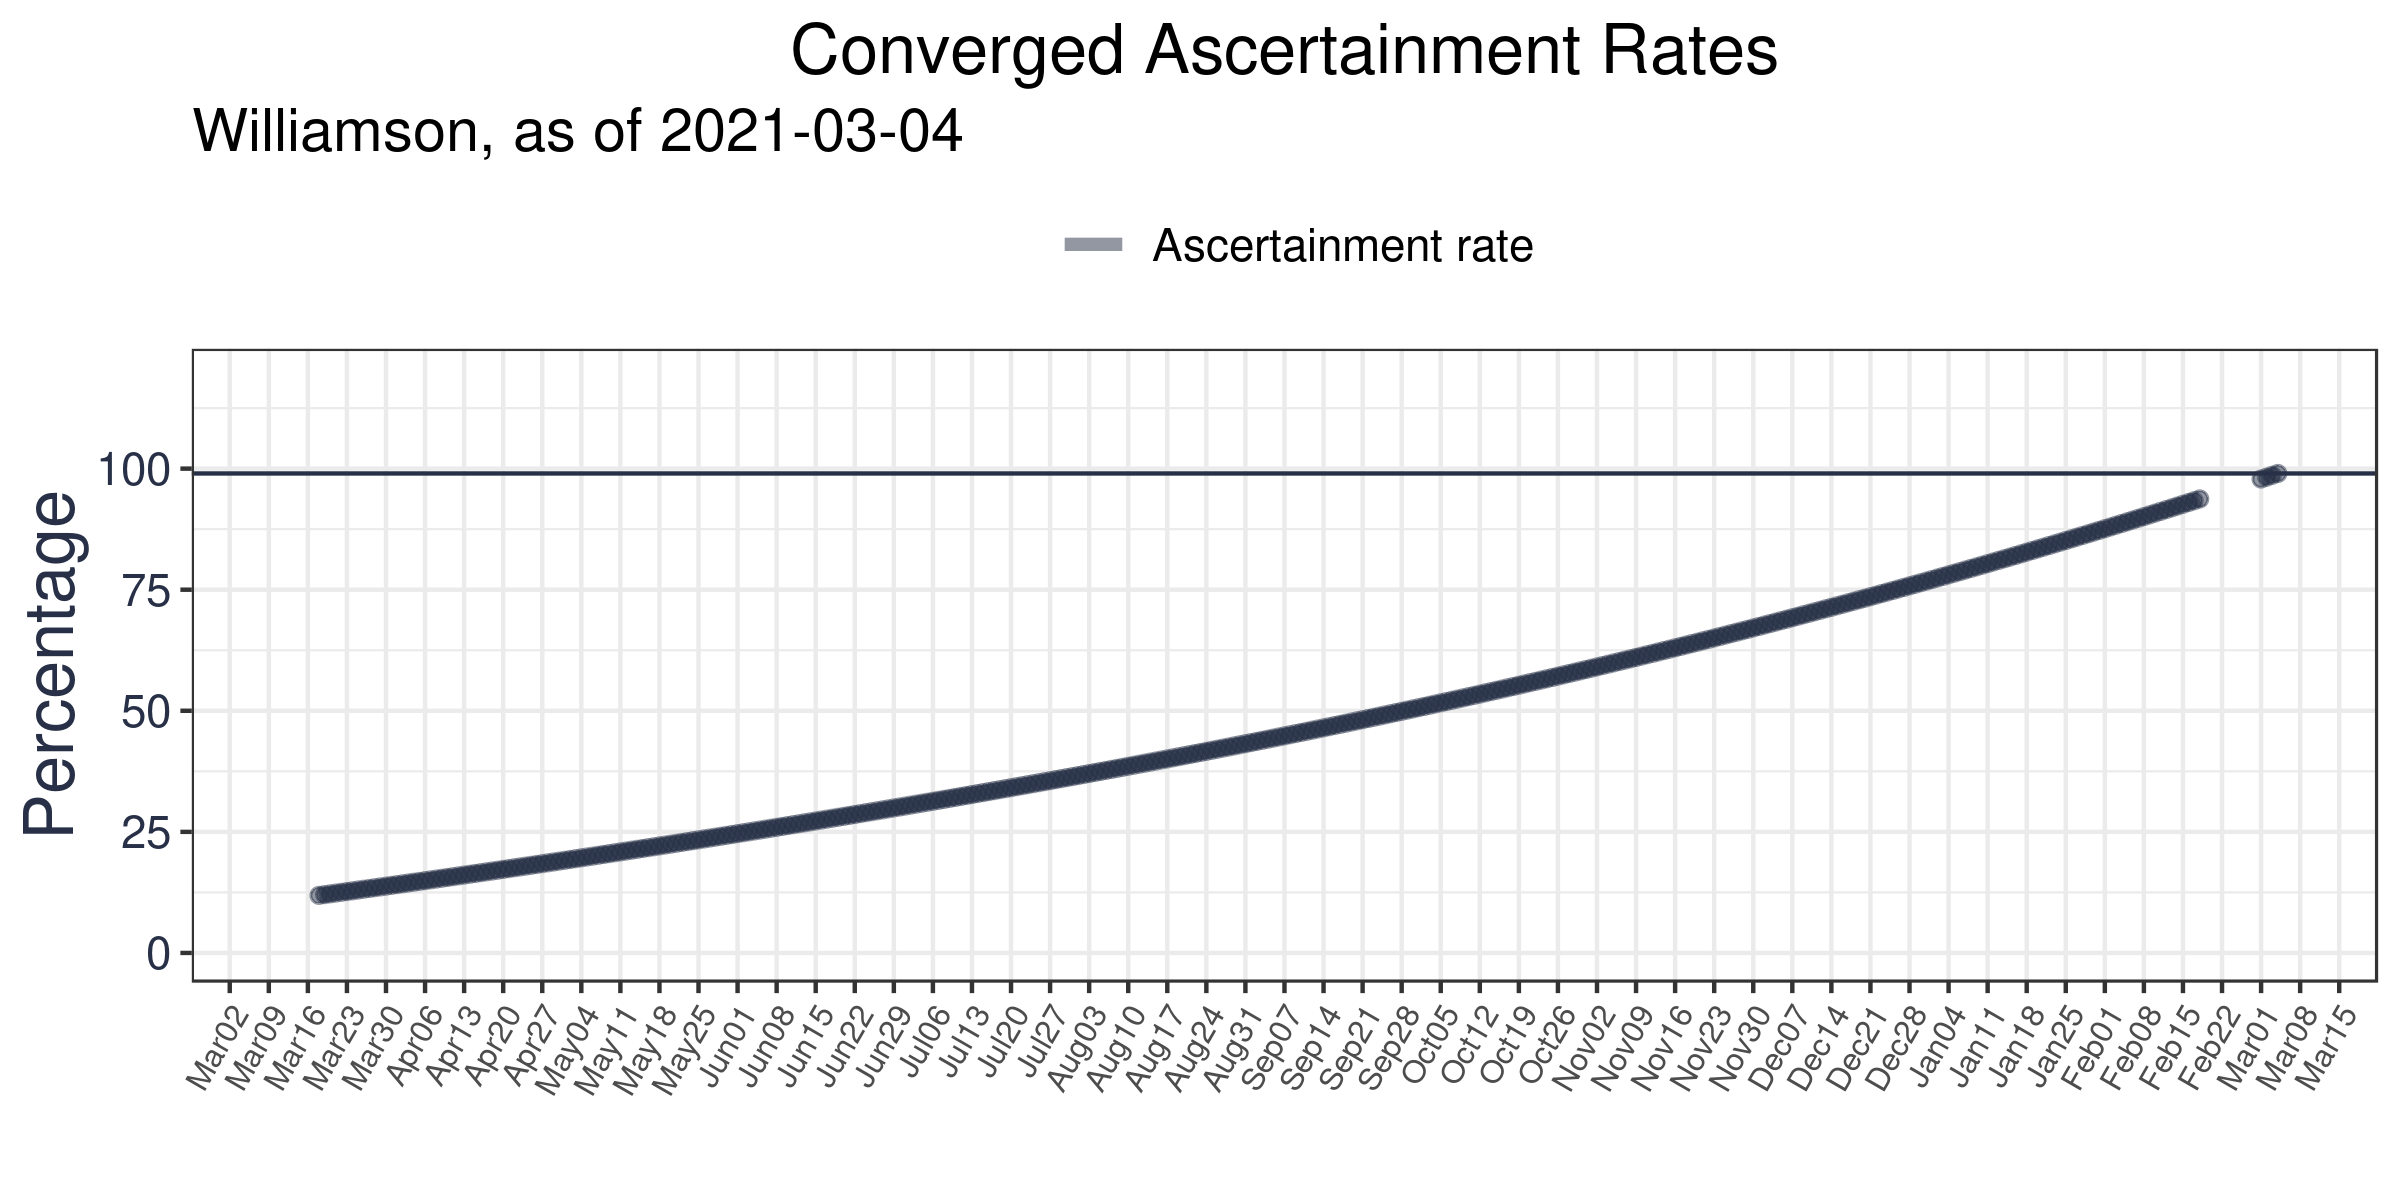 Converged Ascertainment Rates
Williamson, as of 2021-03-04
Ascertainment rate
Percentage
100
75
50
25
0
Mar02
Mar09
Mar16
Mar23
Mar30
Apr06
Apr13
Apr20
Apr27
May04
May11
May18
May25
Jun01
Jun08
Jun15
Jun22
Jun29
Jul06
Jul13
Jul20
Jul27
Aug03
Aug10
Aug17
Aug24
Aug31
Sep07
Sep14
Sep21
Sep28
Oct05
Oct12
Oct19
Oct26
Nov02
Nov09
Nov16
Nov23
Nov30
Dec07
Dec14
Dec21
Dec28
Jan04
Jan11
Jan18
Jan25
Feb01
Feb08
Feb15
Feb22
Mar01
Mar08
Mar15